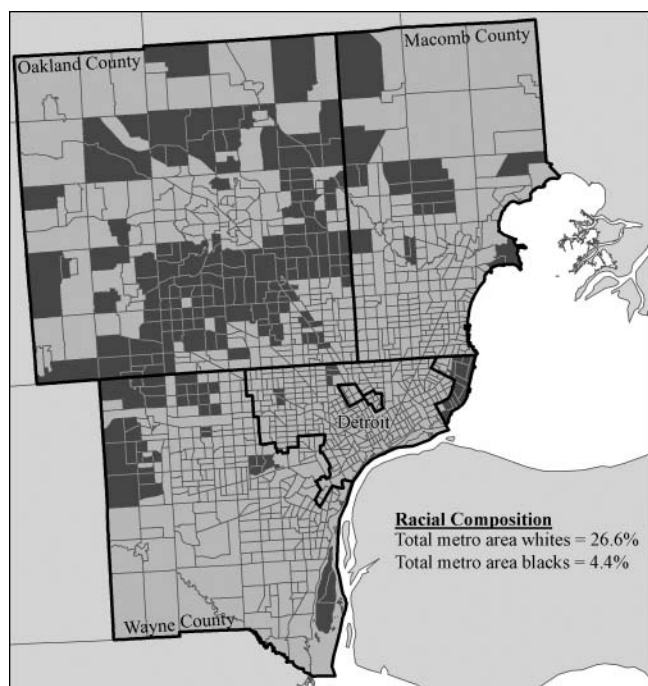 Oakland County
Macomb County
Detroit
Racial Composition
Total metro area whites = 26.6%
Total metro area blacks = 4.4%
Wayne County